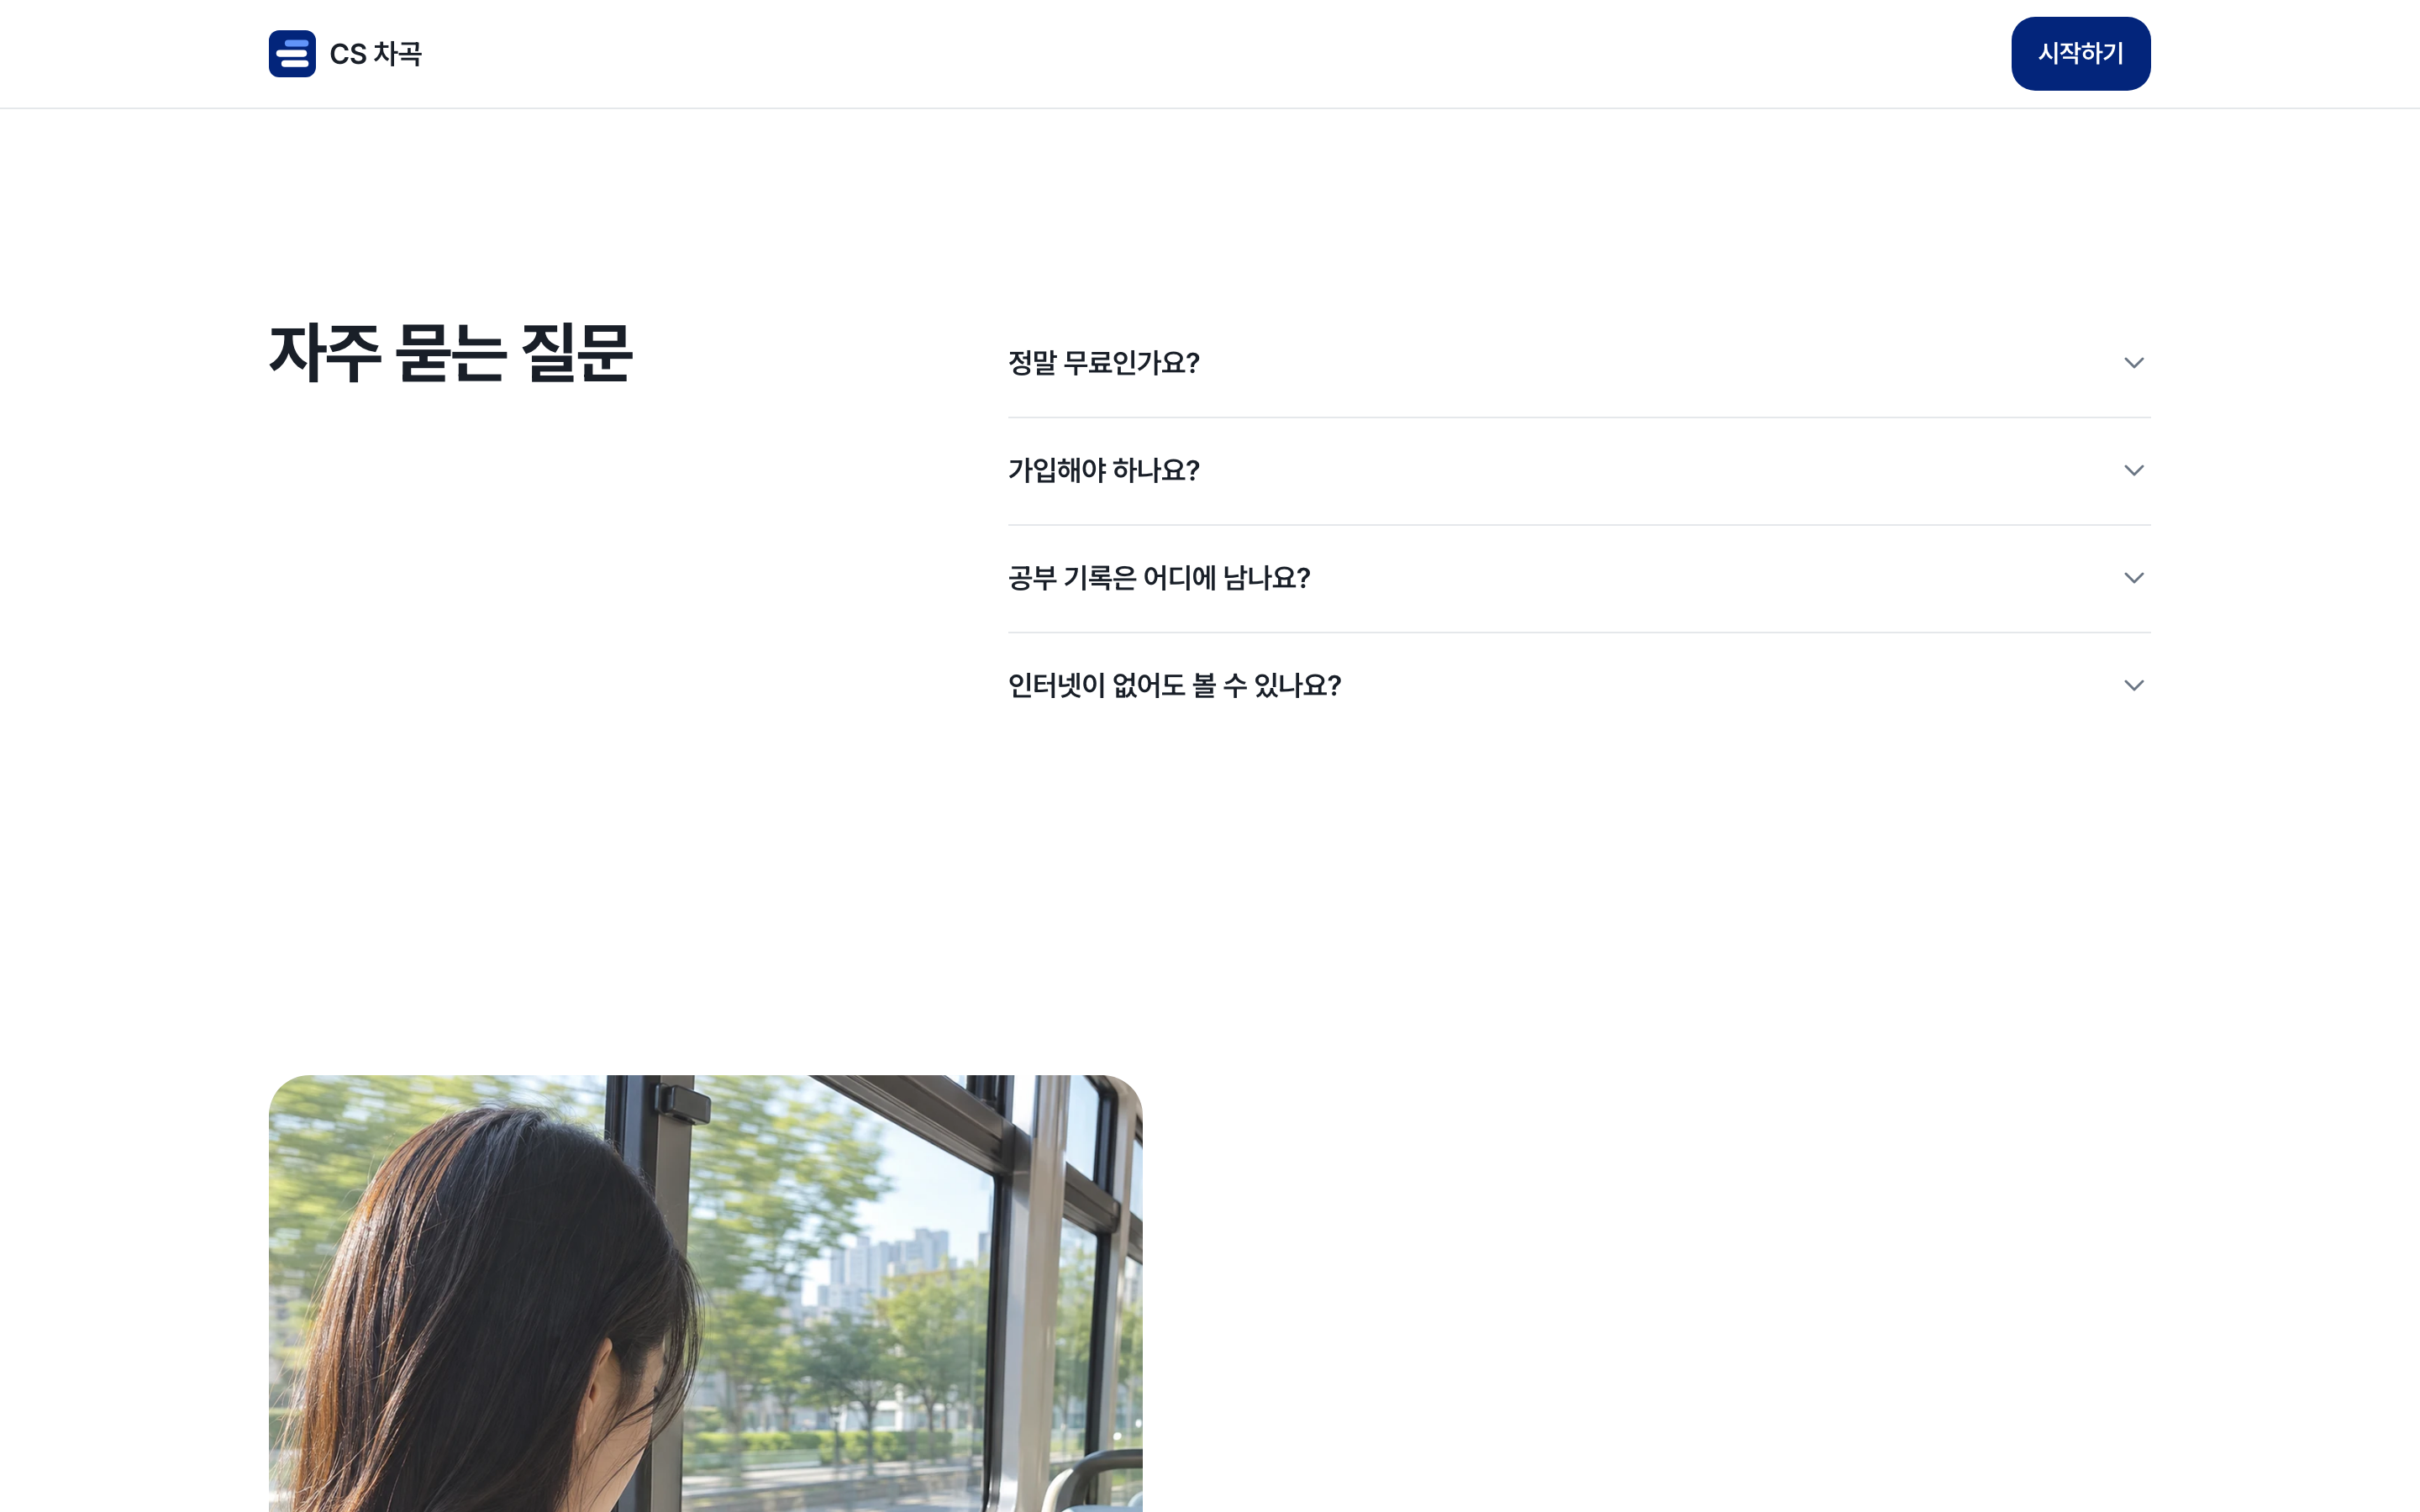 CS 차곡
시작하기
자주 묻는 질문
정말 무료인가요?
가입해야 하나요?
공부 기록은 어디에 남나요?
인터넷이 없어도 볼 수 있나요?